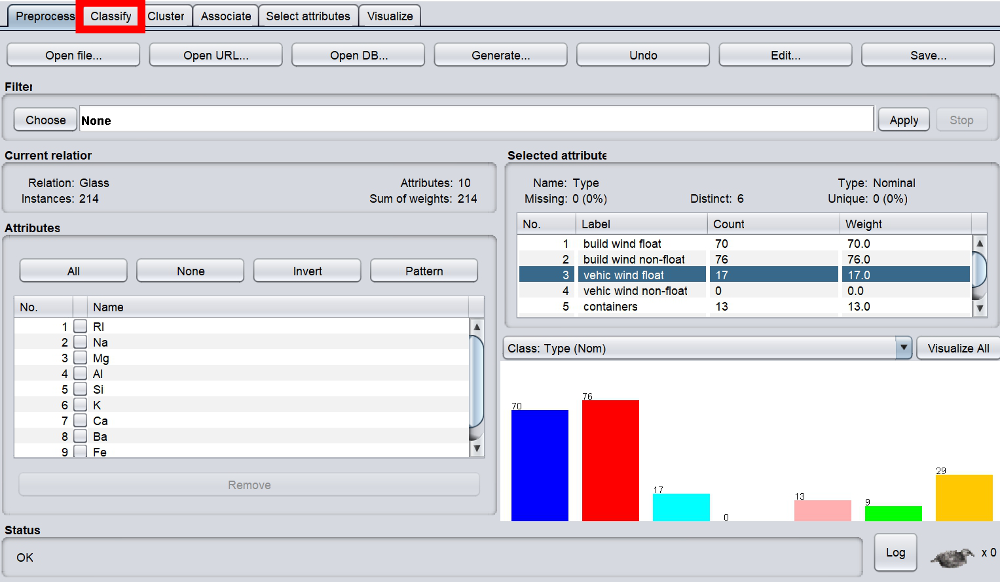 Preprocess Classify Cluster Associate Select attributes Visualize
Open file... Open URL... Open DB... Generate... Undo Edit... Save...
Filter
Choose None Apply Stop
Current relation
Relation: Glass Attributes: 10
Instances: 214 Sum of weights: 214
Attributes
All None Invert Pattern
No. Name
1 RI
2 Na
3 Mg
4 Al
5 Si
6 K
7 Ca
8 Ba
9 Fe
Remove
Selected attribute
Name: Type Type: Nominal
Missing: 0 (0%) Distinct: 6 Unique: 0 (0%)
No. Label Count Weight
1 build wind float 70 70.0
2 build wind non-float 76 76.0
3 vehic wind float 17 17.0
4 vehic wind non-float 0 0.0
5 containers 13 13.0
Class: Type (Nom) Visualize All
70 76 17 0 13 9 29
Status
OK Log x 0